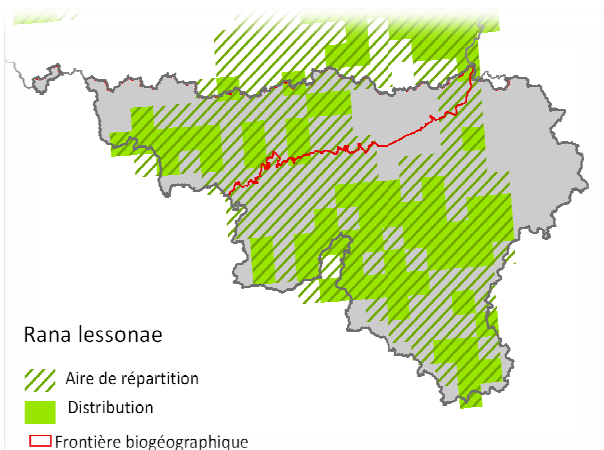 Rana lessonae
Aire de répartition
Distribution
Frontière biogéographique